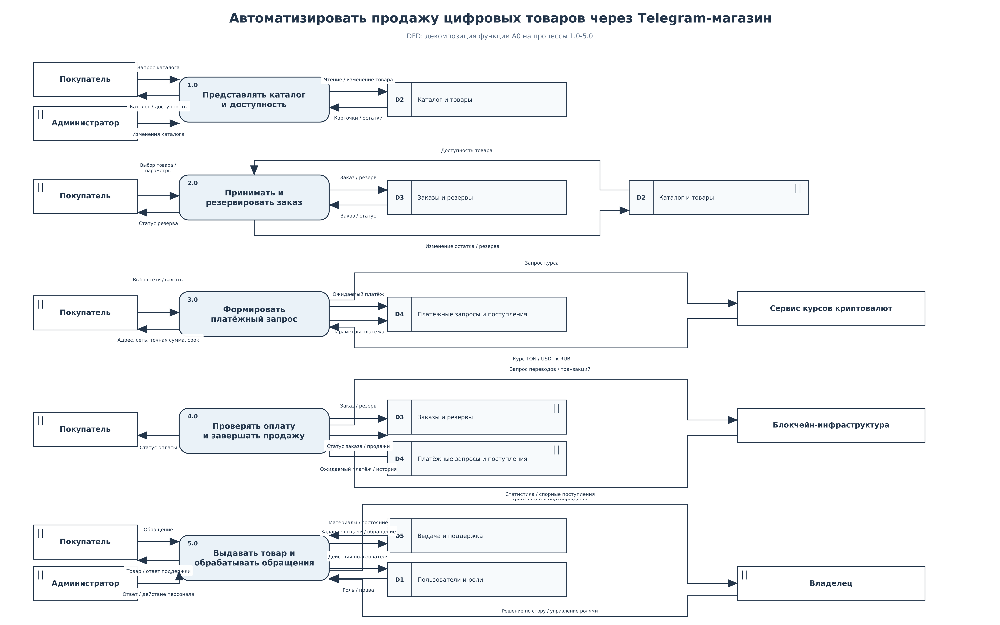 Автоматизировать продажу цифровых товаров через Telegram-магазин
DFD: декомпозиция функции A0 на процессы 1.0-5.0
Покупатель
Запрос каталога
Каталог / доступность
Администратор
Изменения каталога
1.0
Представлять каталог
и доступность
Чтение / изменение товара
Карточки / остатки
D2
Каталог и товары
Доступность товара
Покупатель
Выбор товара /
параметры
Статус резерва
2.0
Принимать и
резервировать заказ
Заказ / резерв
Заказ / статус
D3
Заказы и резервы
D2
Каталог и товары
Изменение остатка / резерва
Запрос курса
Покупатель
Выбор сети / валюты
Адрес, сеть, точная сумма, срок
3.0
Формировать
платёжный запрос
Ожидаемый платёж
Параметры платежа
D4
Платёжные запросы и поступления
Сервис курсов криптовалют
Курс TON / USDT к RUB
Запрос переводов / транзакций
Покупатель
Статус оплаты
4.0
Проверять оплату
и завершать продажу
Заказ / резерв
Статус заказа / продажи
Ожидаемый платёж / история
D3
Заказы и резервы
D4
Платёжные запросы и поступления
Блокчейн-инфраструктура
Статистика / спорные поступления
Транзакции и подтверждения
Покупатель
Обращение
Товар / ответ поддержки
Администратор
Ответ / действие персонала
5.0
Выдавать товар и
обрабатывать обращения
Материалы / состояние
Задание выдачи / обращение
Действия пользователя
Роль / права
D5
Выдача и поддержка
D1
Пользователи и роли
Владелец
Решение по спору / управление ролями